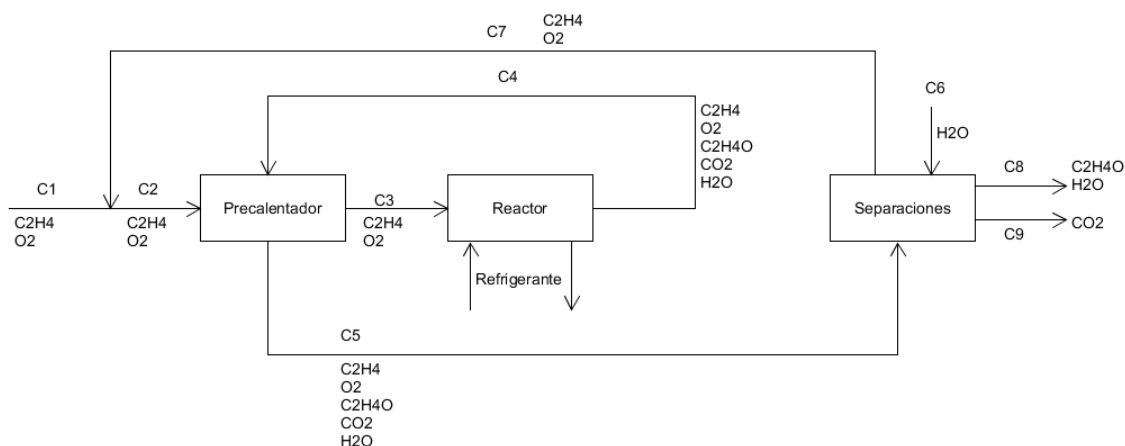 C7
C2H4
O2
C4
C6
C2H4
O2
C2H4O
CO2
H2O
H2O
C1
C2
C8
C2H4O
H2O
Precalentador
C3
Reactor
Separaciones
C2H4
O2
C2H4
O2
C2H4
O2
CO2
C9
Refrigerante
C5
C2H4
O2
C2H4O
CO2
H2O